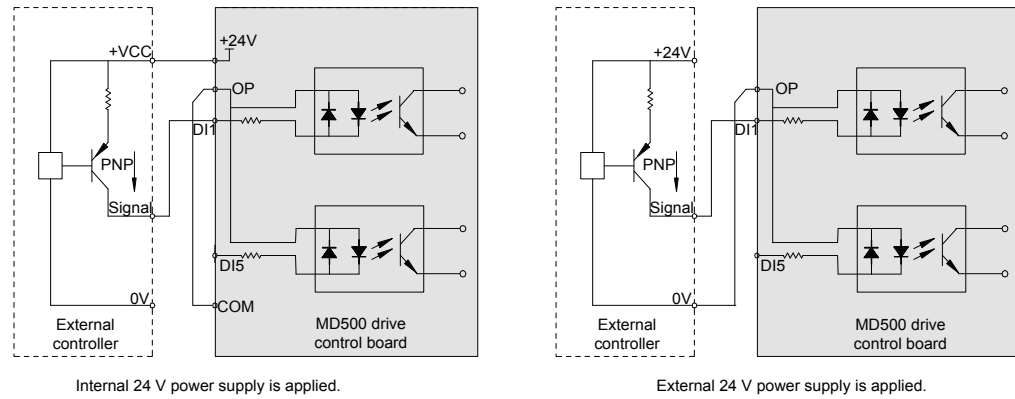 +VCC
+24V
OP
DI1
PNP
Signal
DI5
0V
COM
External
controller
MD500 drive
control board
Internal 24 V power supply is applied.
+24V
OP
DI1
PNP
Signal
DI5
0V
External
controller
MD500 drive
control board
External 24 V power supply is applied.